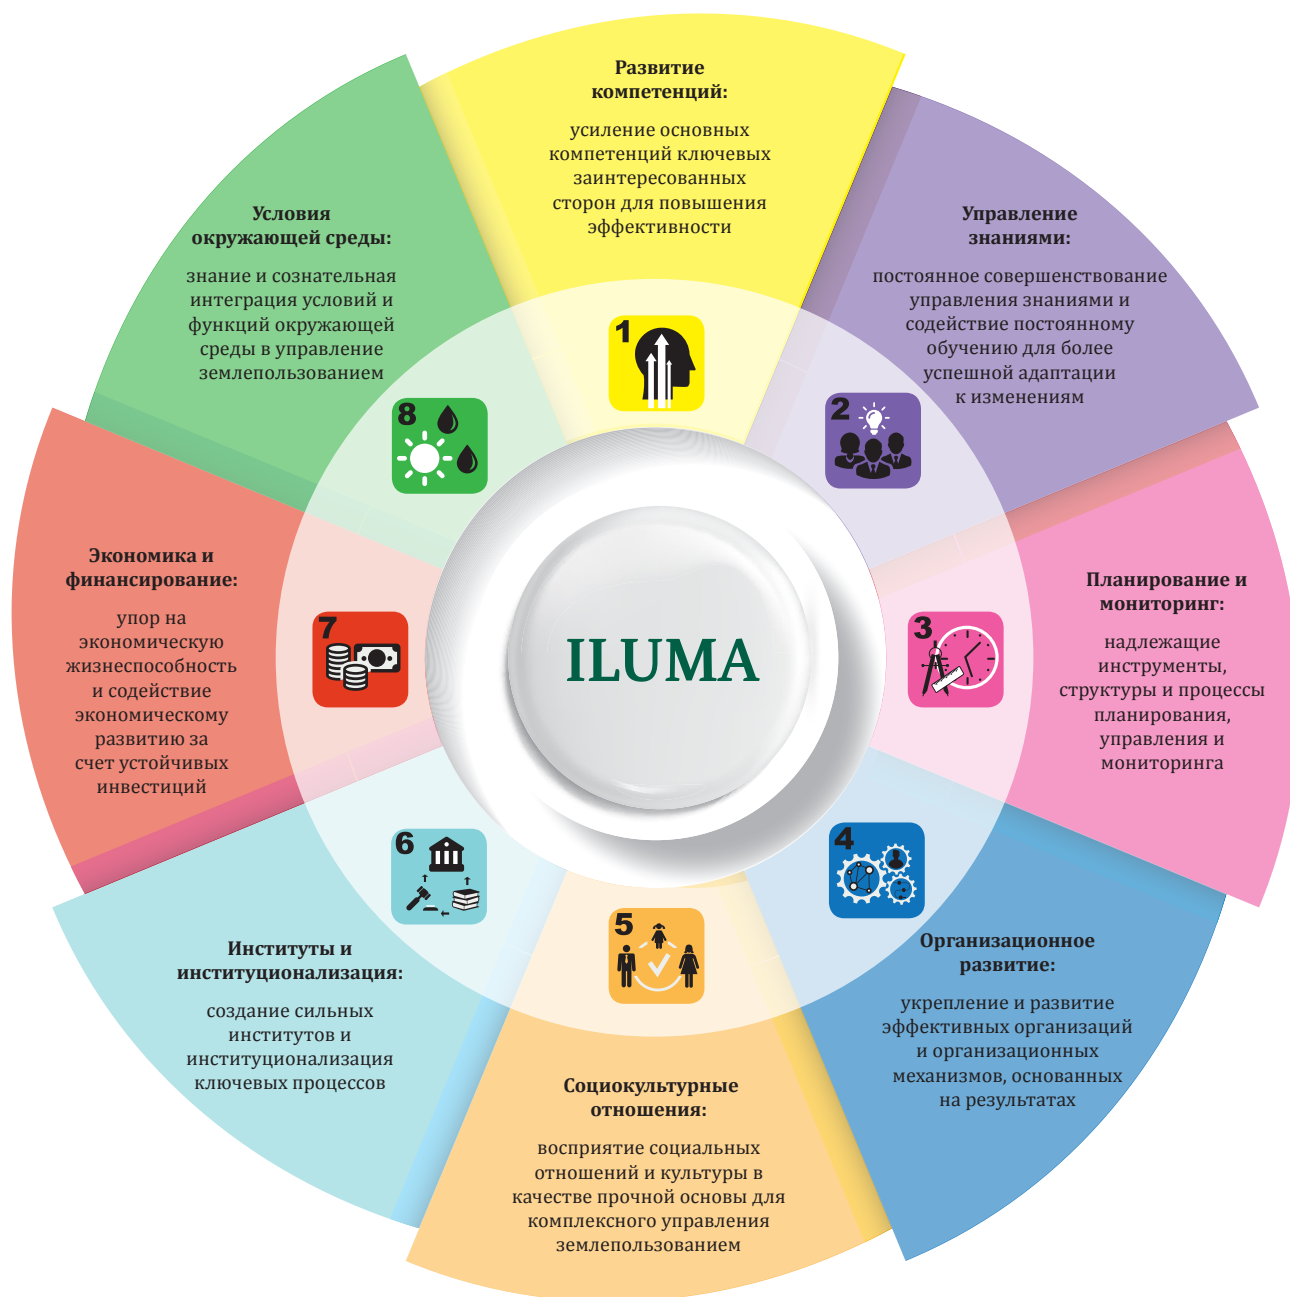 Развитие
компетенций:
усиление основных
компетенций ключевых
заинтересованных
сторон для повышения
эффективности
1
Управление
знаниями:
постоянное совершенствование
управления знаниями и
содействие постоянному
обучению для более
успешной адаптации
к изменениям
2
Планирование и
мониторинг:
надлежащие
инструменты,
структуры и процессы
планирования,
управления и
мониторинга
3
Организационное
развитие:
укрепление и развитие
эффективных организаций
и организационных
механизмов, основанных
на результатах
4
Социокультурные
отношения:
восприятие социальных
отношений и культуры в
качестве прочной основы для
комплексного управления
землепользованием
5
Институты и
институционализация:
создание сильных
институтов и
институционализация
ключевых процессов
6
Экономика и
финансирование:
упор на
экономическую
жизнеспособность
и содействие
экономическому
развитию за
счет устойчивых
инвестиций
7
Условия
окружающей среды:
знание и сознательная
интеграция условий и
функций окружающей
среды в управление
землепользованием
8
ILUMA